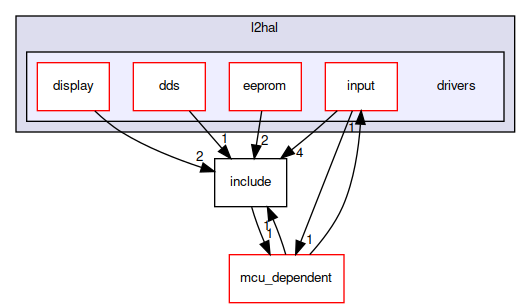 l2hal
display
dds
eeprom
input
drivers
1
1
2
2
4
include
1
1
1
mcu_dependent